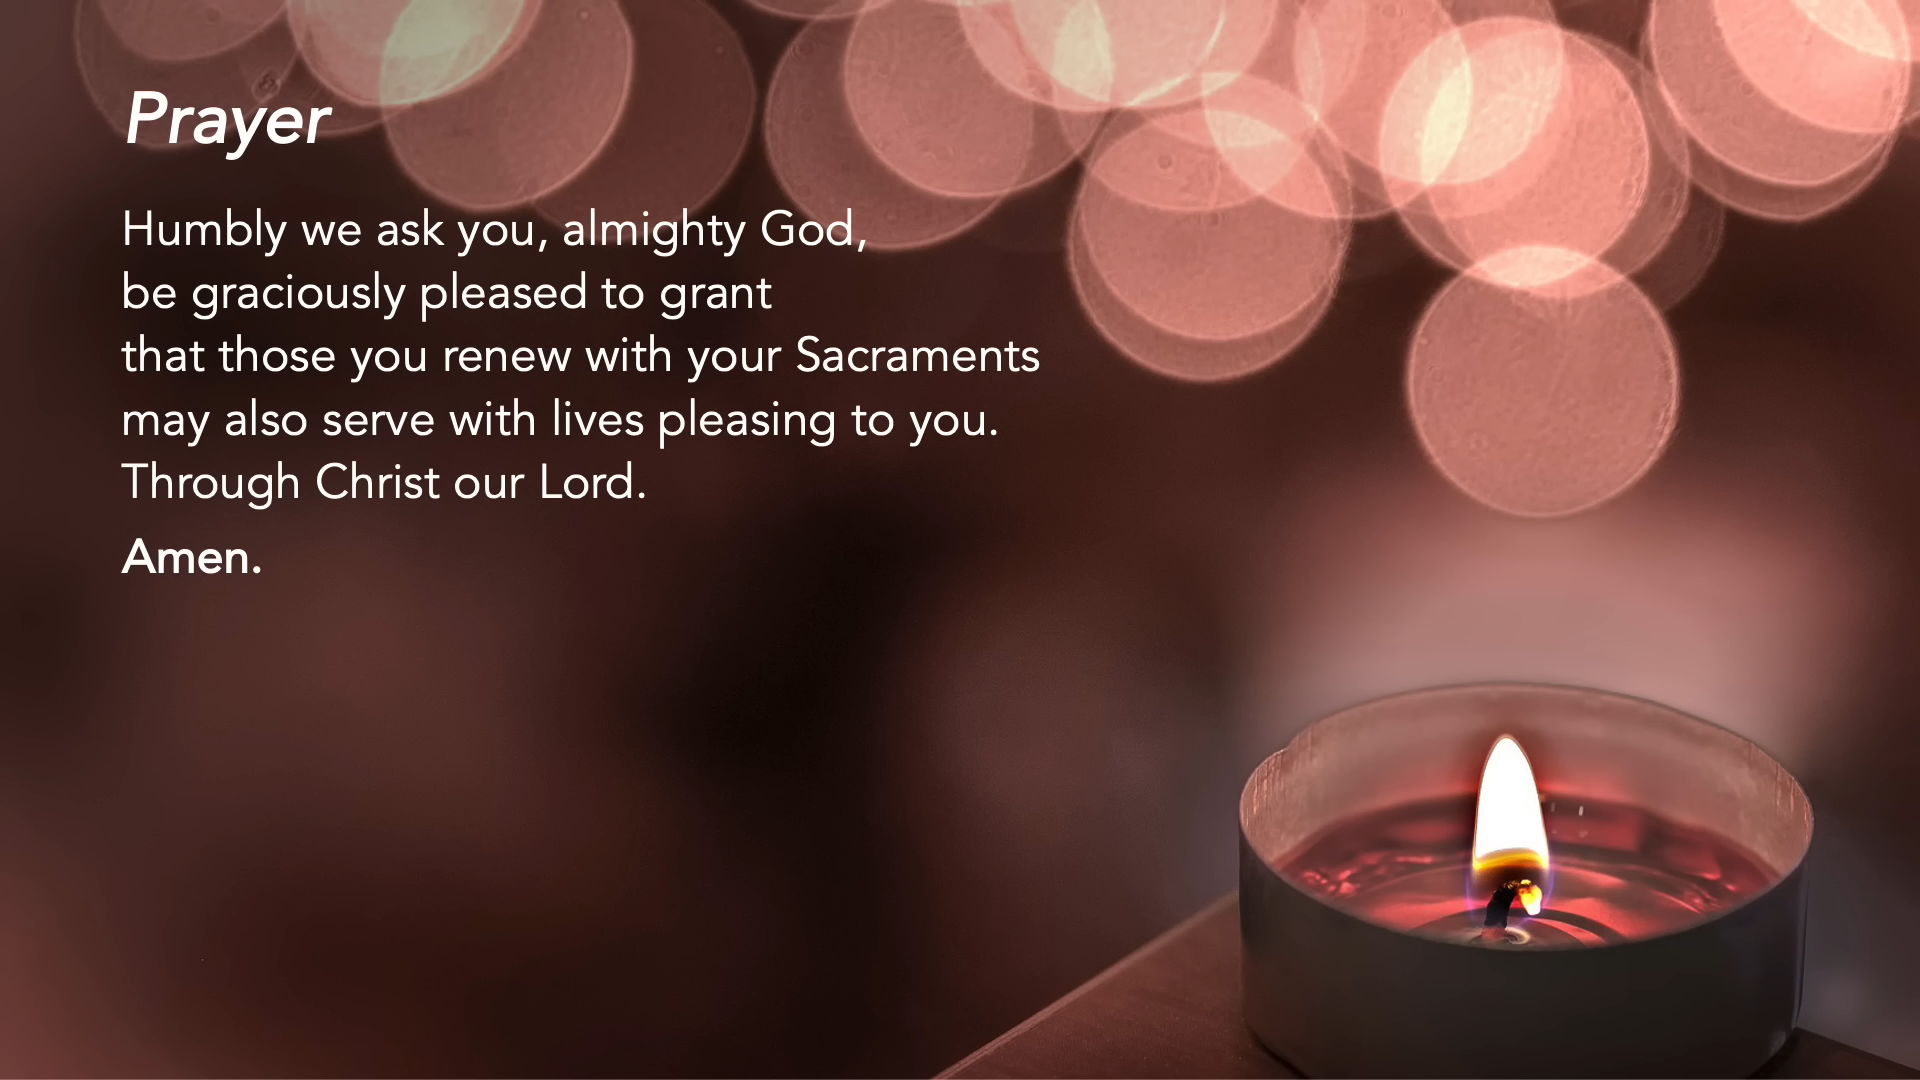 Prayer
Humbly we ask you, almighty God,
be graciously pleased to grant
that those you renew with your Sacraments
may also serve with lives pleasing to you.
Through Christ our Lord.
Amen.